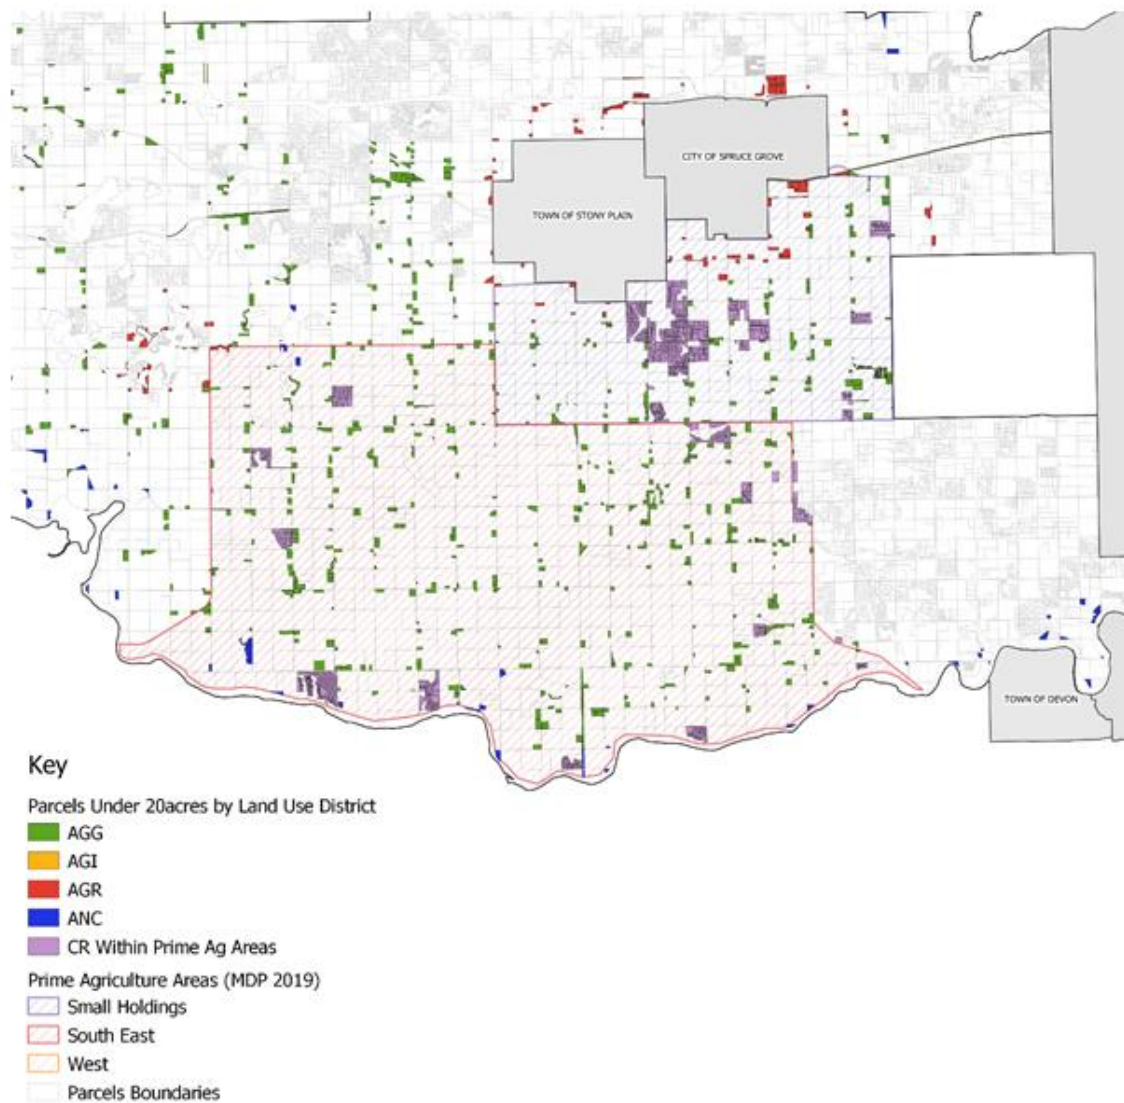 CITY OF SPRUCE GROVE
TOWN OF STONY PLAIN
TOWN OF DEVON
Key
Parcels Under 20acres by Land Use District
AGG
AGI
AGR
ANC
CR Within Prime Ag Areas
Prime Agriculture Areas (MDP 2019)
Small Holdings
South East
West
Parcels Boundaries